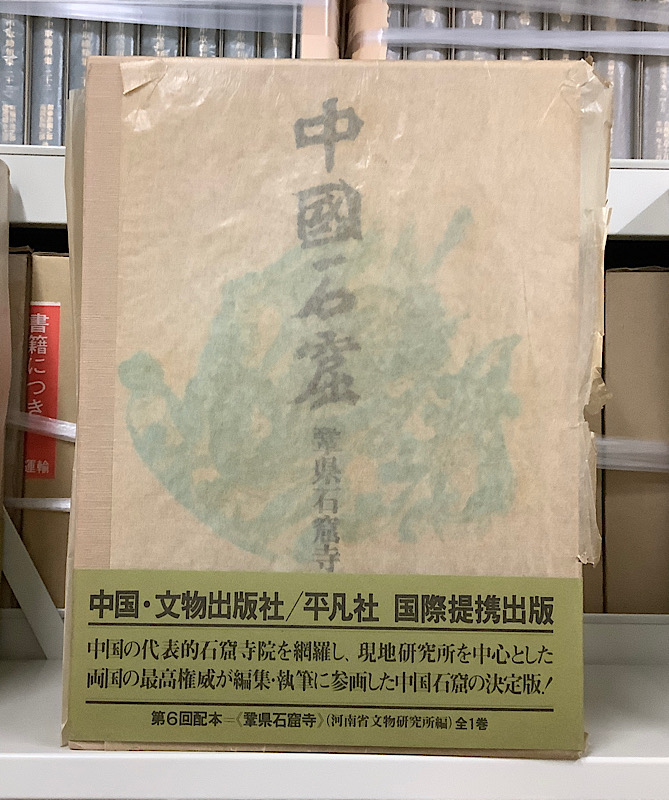 中國石窟
鞏県石窟寺
中国・文物出版社/平凡社 国際提携出版
中国の代表的石窟寺院を網羅し、現地研究所を中心とした
両国の最高権威が編集・執筆に参画した中国石窟の決定版!
第6回配本=《鞏県石窟寺》(河南省文物研究所編)全1巻
書籍につき
運輸